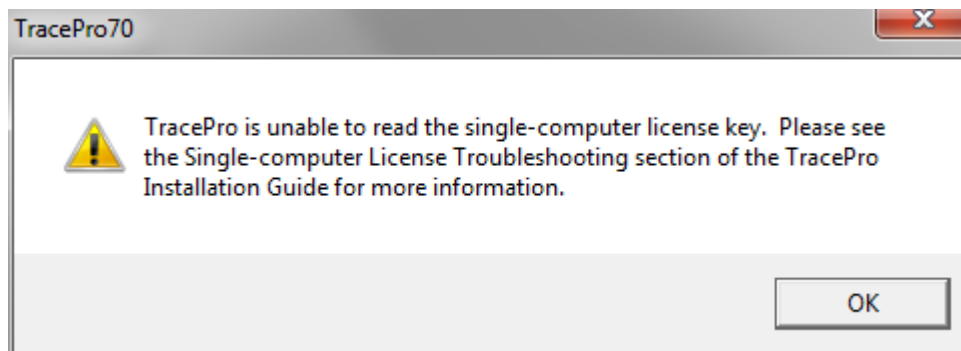 TracePro70
x
TracePro is unable to read the single-computer license key.  Please see
the Single-computer License Troubleshooting section of the TracePro
Installation Guide for more information.
OK